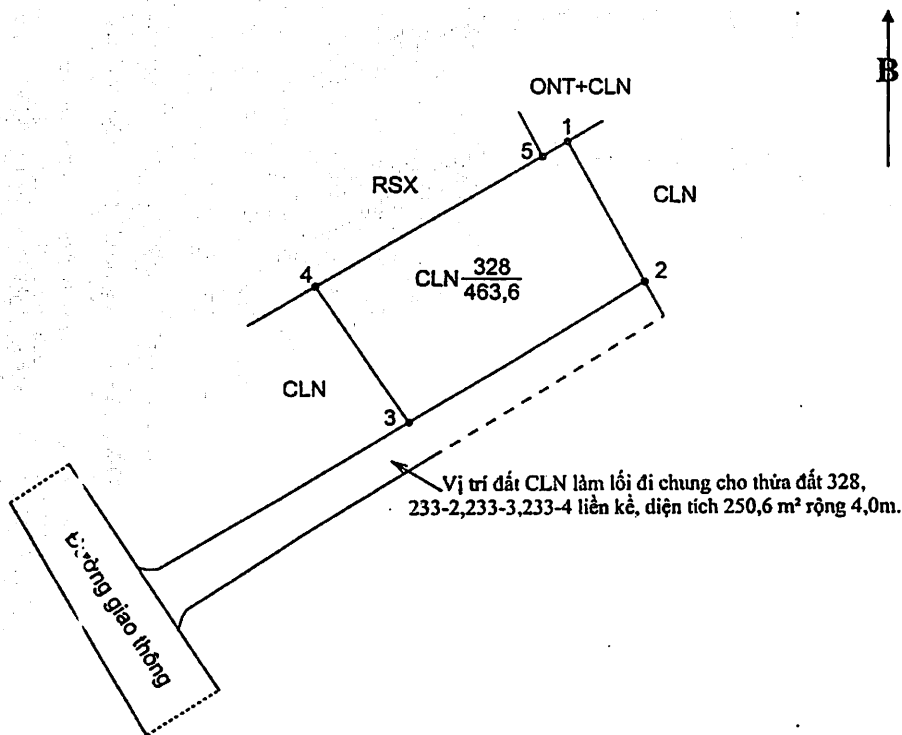 B
ONT+CLN
1
5
RSX
CLN
2
4
CLN 328
463,6
CLN
3
Vị trí đất CLN làm lối đi chung cho thửa đất 328,
233-2,233-3,233-4 liền kề, diện tích 250,6 m² rộng 4,0m.
Đường giao thông